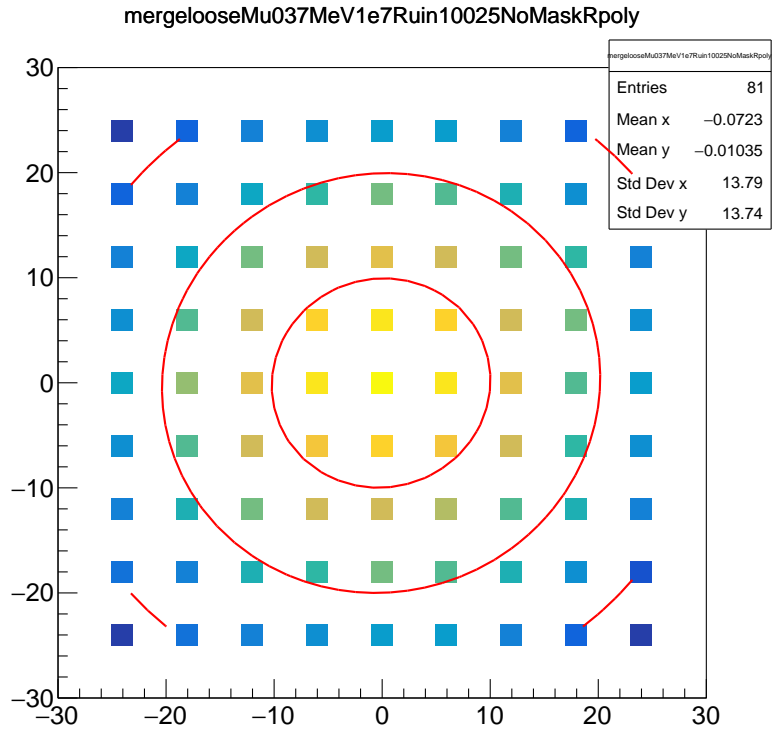 mergelooseMu037MeV1e7Ruin10025NoMaskRpoly
mergelooseMu037MeV1e7Ruin10025NoMaskRpoly
Entries 81
Mean x −0.0723
Mean y −0.01035
Std Dev x 13.79
Std Dev y 13.74
30
20
10
0
−10
−20
−30
−30 −20 −10 0 10 20 30